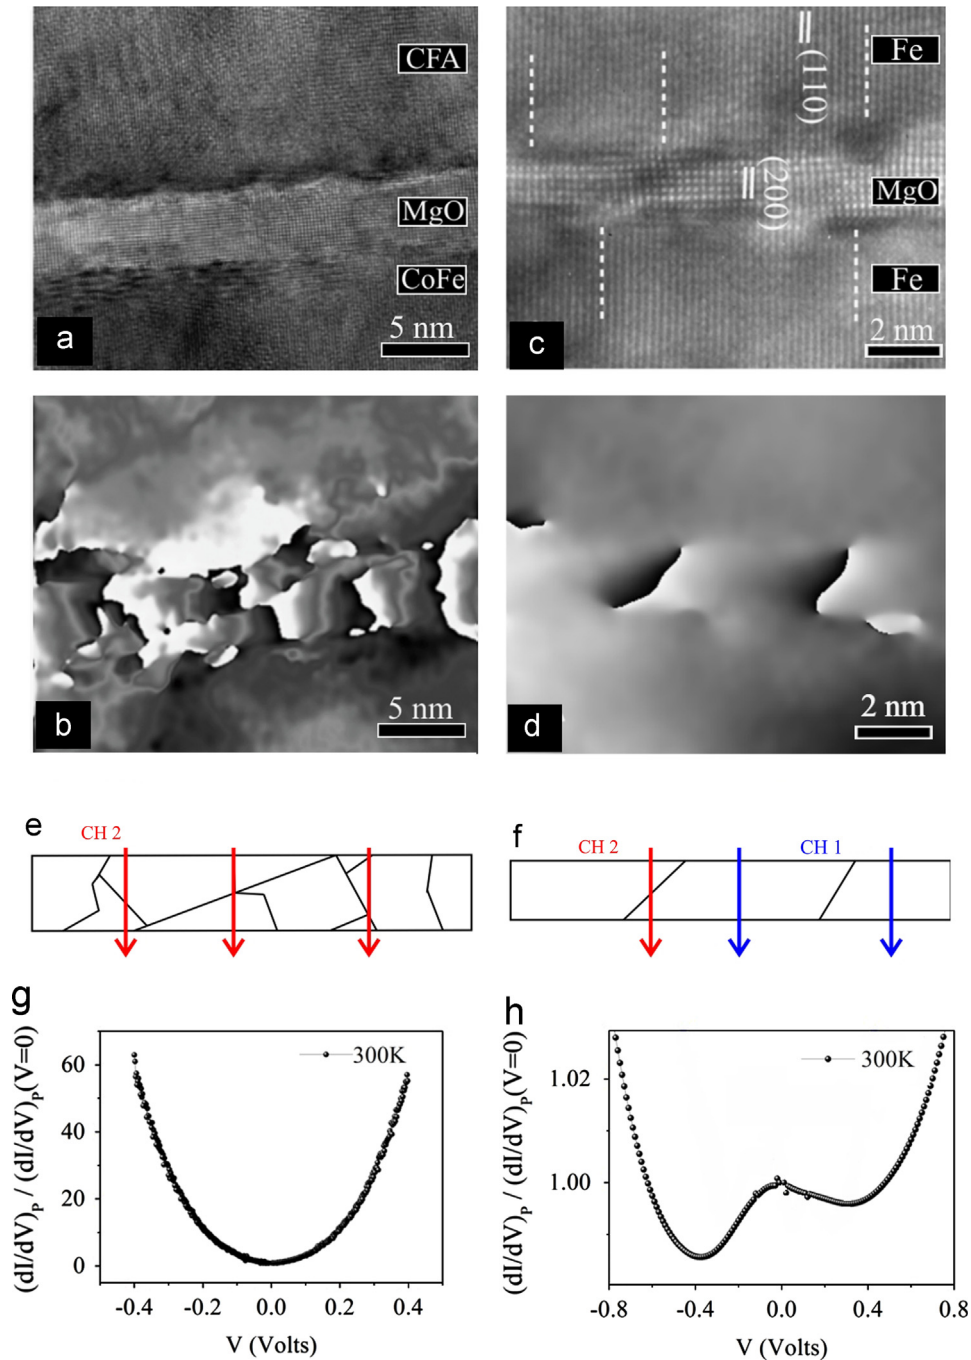 CFA
MgO
CoFe
5 nm
a
(110)
Fe
(200)
MgO
Fe
2 nm
c
5 nm
b
2 nm
d
e
CH 2
f
CH 2
CH 1
g
(dI/dV)P / (dI/dV)P(V=0)
300K
60
40
20
0
-0.4
-0.2
0.0
0.2
0.4
V (Volts)
h
(dI/dV)P / (dI/dV)P(V=0)
300K
1.02
1.00
-0.8
-0.4
0.0
0.4
0.8
V (Volts)